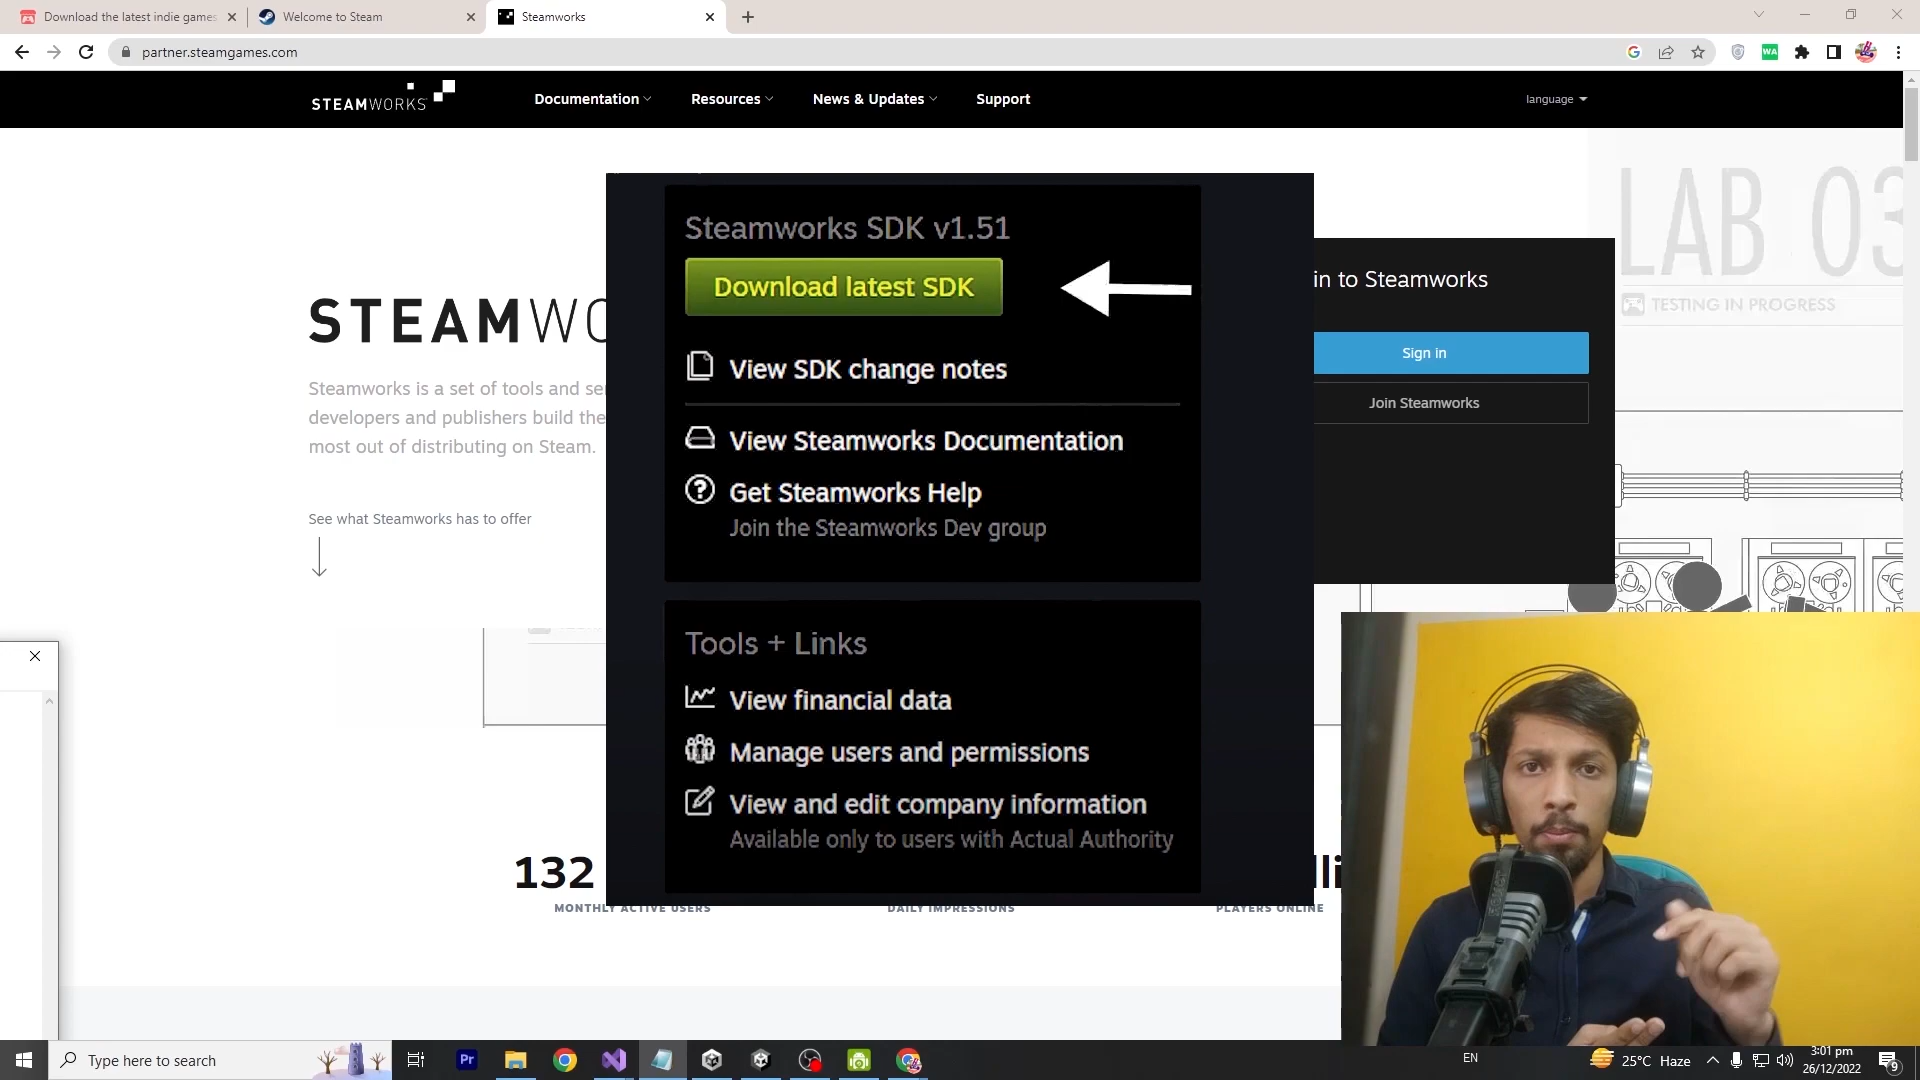 Download the latest indie games
Welcome to Steam
Steamworks
partner.steamgames.com
WA
STEAMWORKS
Documentation
Resources
News & Updates
Support
language
LAB 03
TESTING IN PROGRESS
Steamworks SDK v1.51
Download latest SDK
View SDK change notes
View Steamworks Documentation
Get Steamworks Help
Join the Steamworks Dev group
Tools + Links
View financial data
Manage users and permissions
View and edit company information
Available only to users with Actual Authority
in to Steamworks
Sign in
Join Steamworks
STEAMWO
Steamworks is a set of tools and se
developers and publishers build the
most out of distributing on Steam.
See what Steamworks has to offer
132
lli
MONTHLY ACTIVE USERS
DAILY IMPRESSIONS
PLAYERS ONLINE
Type here to search
Pr
EN
25°C Haze
3:01 pm
26/12/2022
9